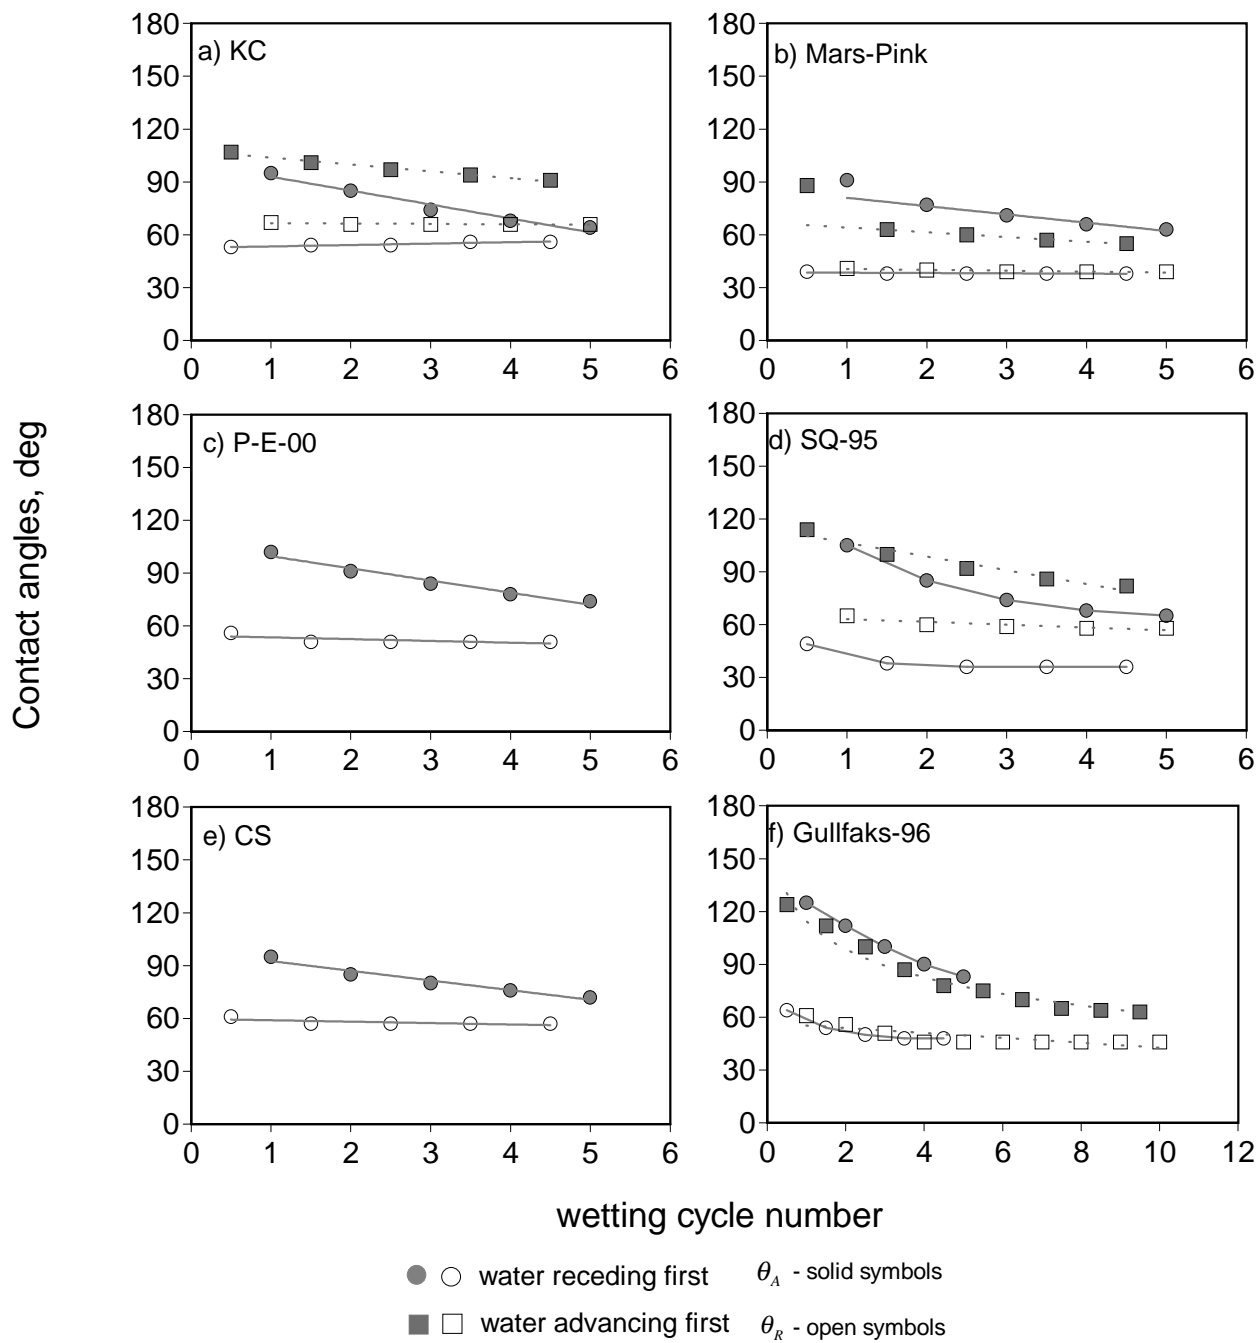 180
150
120
90
60
30
0
a) KC
0 1 2 3 4 5 6
180
150
120
90
60
30
0
b) Mars-Pink
0 1 2 3 4 5 6
180
150
120
90
60
30
0
c) P-E-00
0 1 2 3 4 5 6
180
150
120
90
60
30
0
d) SQ-95
0 1 2 3 4 5 6
180
150
120
90
60
30
0
e) CS
0 1 2 3 4 5 6
180
150
120
90
60
30
0
f) Gullfaks-96
0 2 4 6 8 10 12
Contact angles, deg
wetting cycle number
water receding first θA - solid symbols
water advancing first θR - open symbols